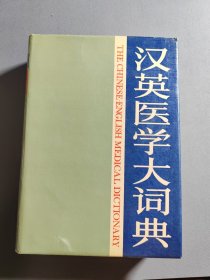 汉英医学大词典
THE CHINESE-ENGLISH MEDICAL DICTIONARY